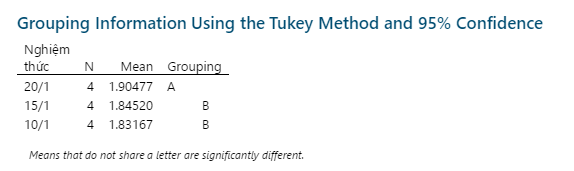 Grouping Information Using the Tukey Method and 95% Confidence
Nghiệm
thức N Mean Grouping
20/1 4 1.90477 A
15/1 4 1.84520 B
10/1 4 1.83167 B
Means that do not share a letter are significantly different.